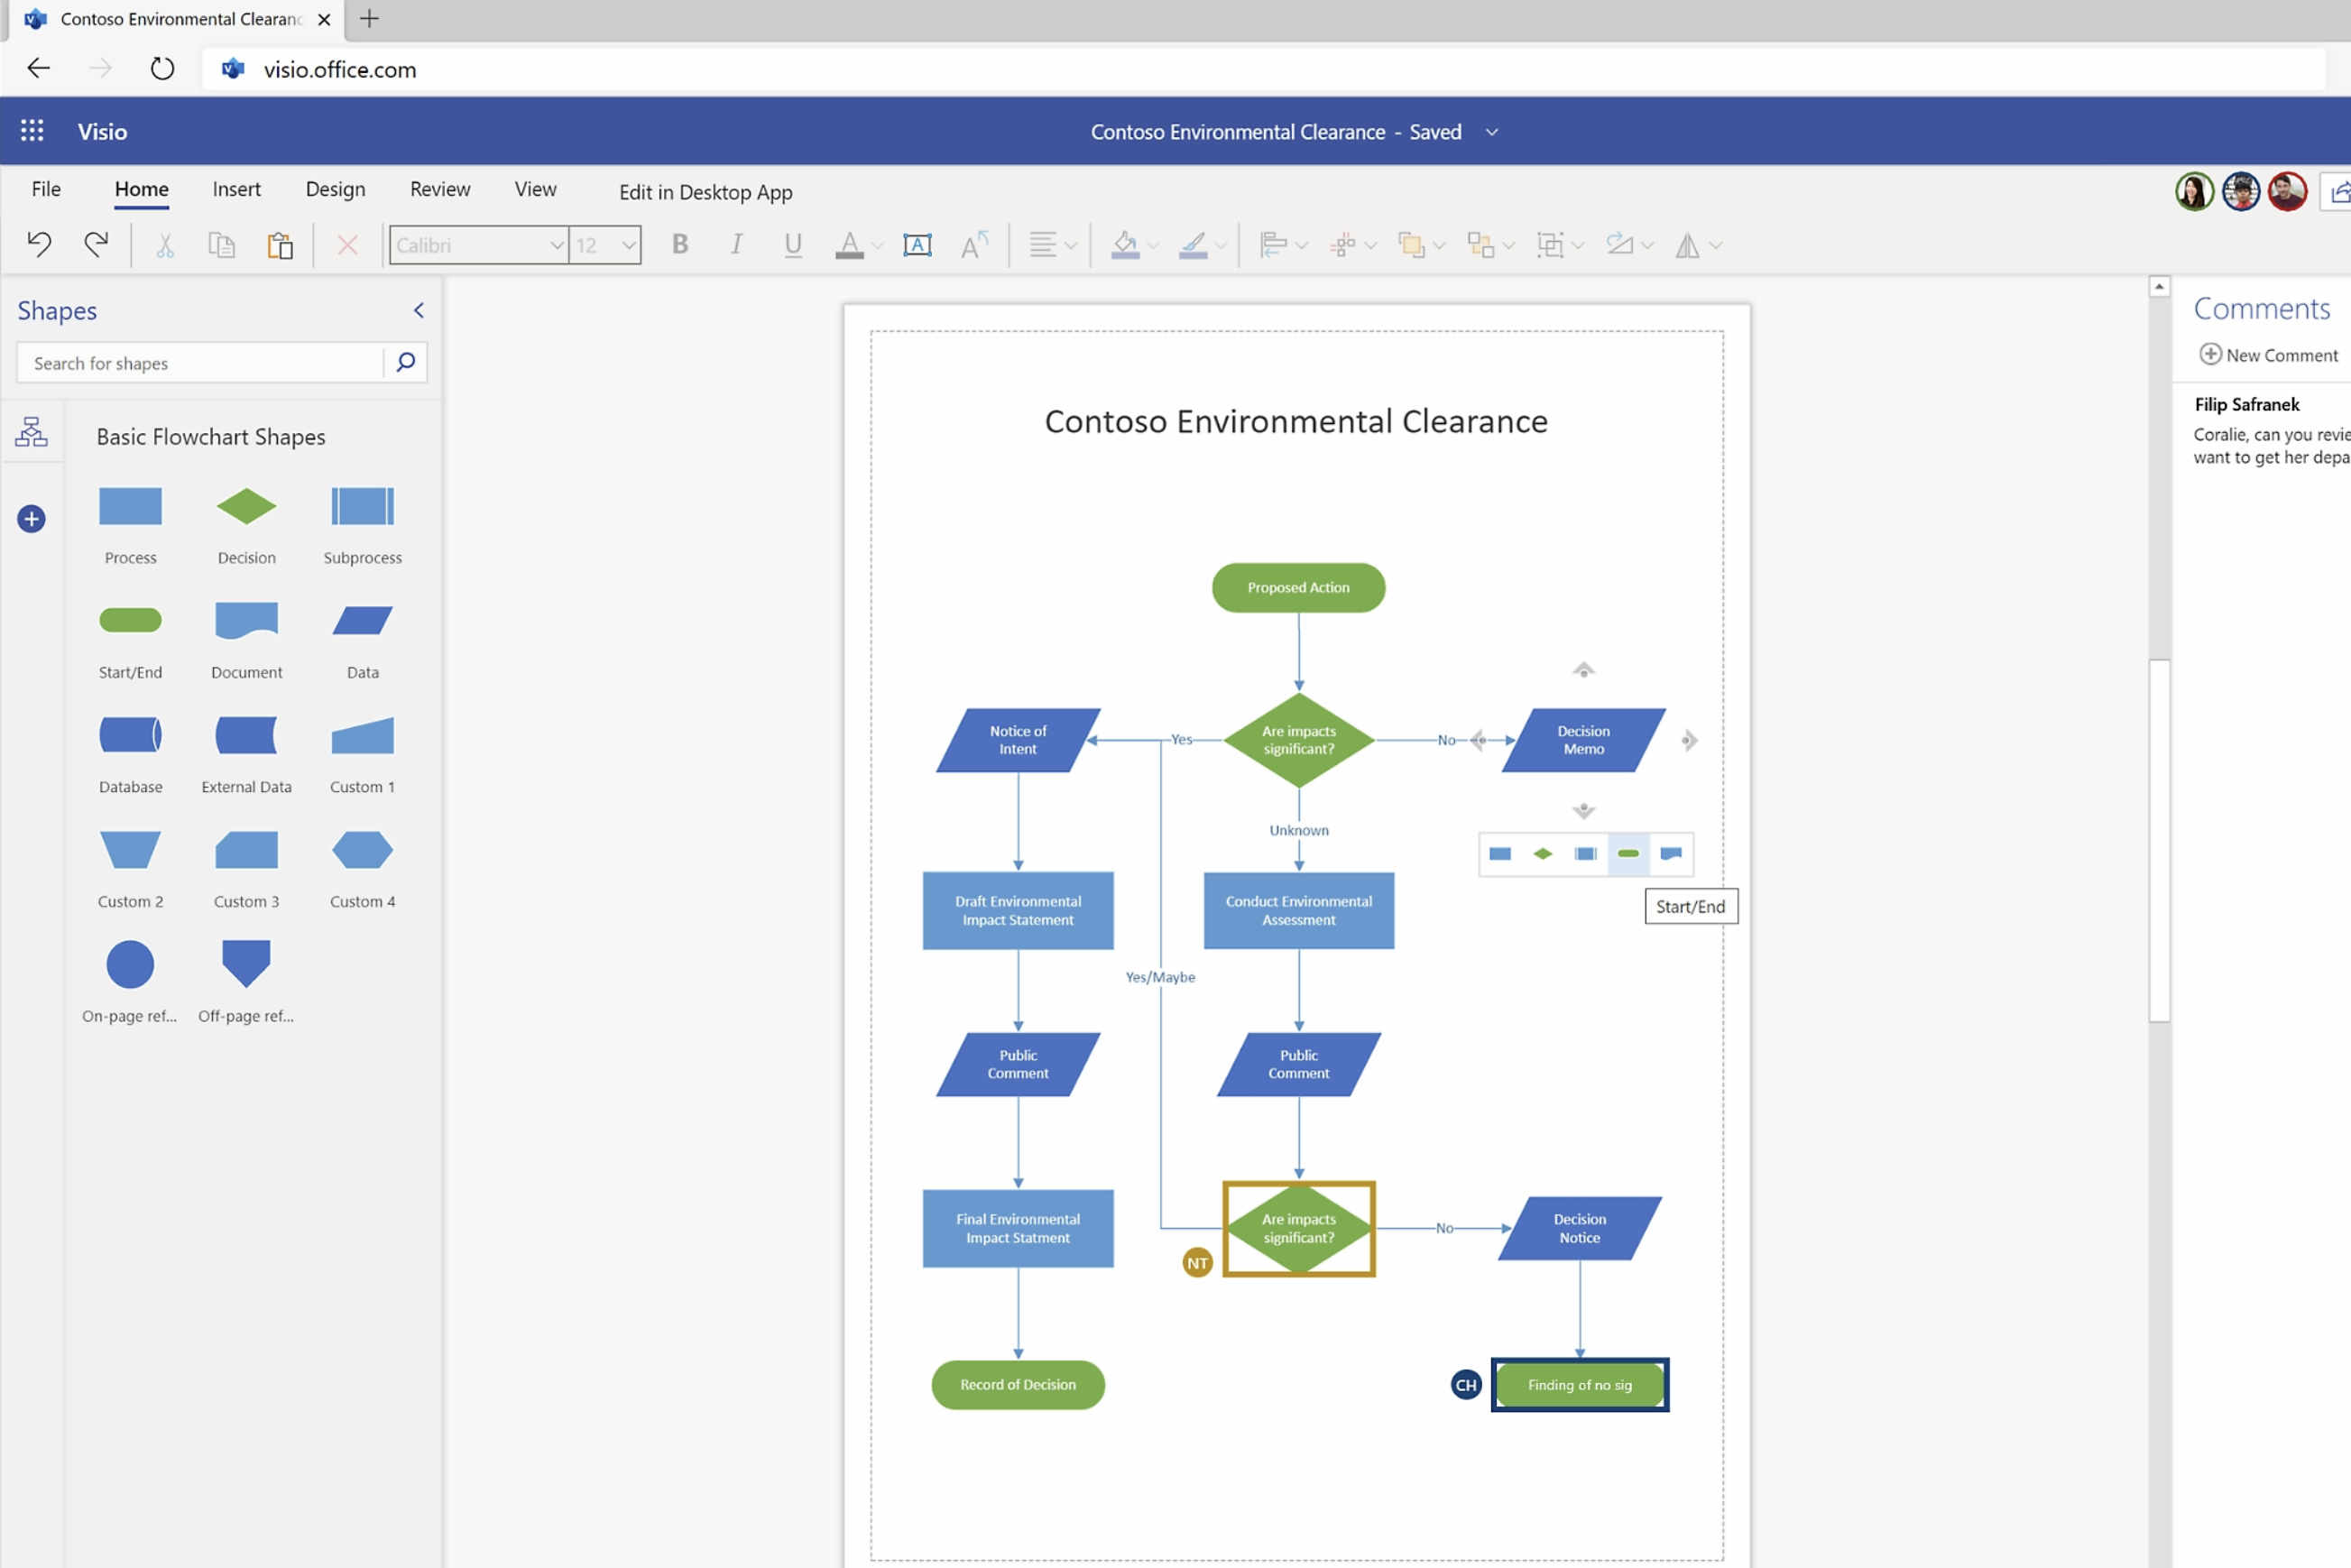 Contoso Environmental Clearanc
visio.office.com
Visio
Contoso Environmental Clearance - Saved
File Home Insert Design Review View Edit in Desktop App
Calibri 12 B I U A A A
Shapes
Search for shapes
Basic Flowchart Shapes
Process Decision Subprocess
Start/End Document Data
Database External Data Custom 1
Custom 2 Custom 3 Custom 4
On-page ref... Off-page ref...
Contoso Environmental Clearance
Proposed Action
Notice of
Intent
Yes
Are impacts
significant?
No
Decision
Memo
Unknown
Start/End
Draft Environmental
Impact Statement
Conduct Environmental
Assessment
Yes/Maybe
Public
Comment
Public
Comment
Final Environmental
Impact Statment
NT
Are impacts
significant?
No
Decision
Notice
Record of Decision
CH
Finding of no sig
Comments
New Comment
Filip Safranek
Coralie, can you revie
want to get her depa